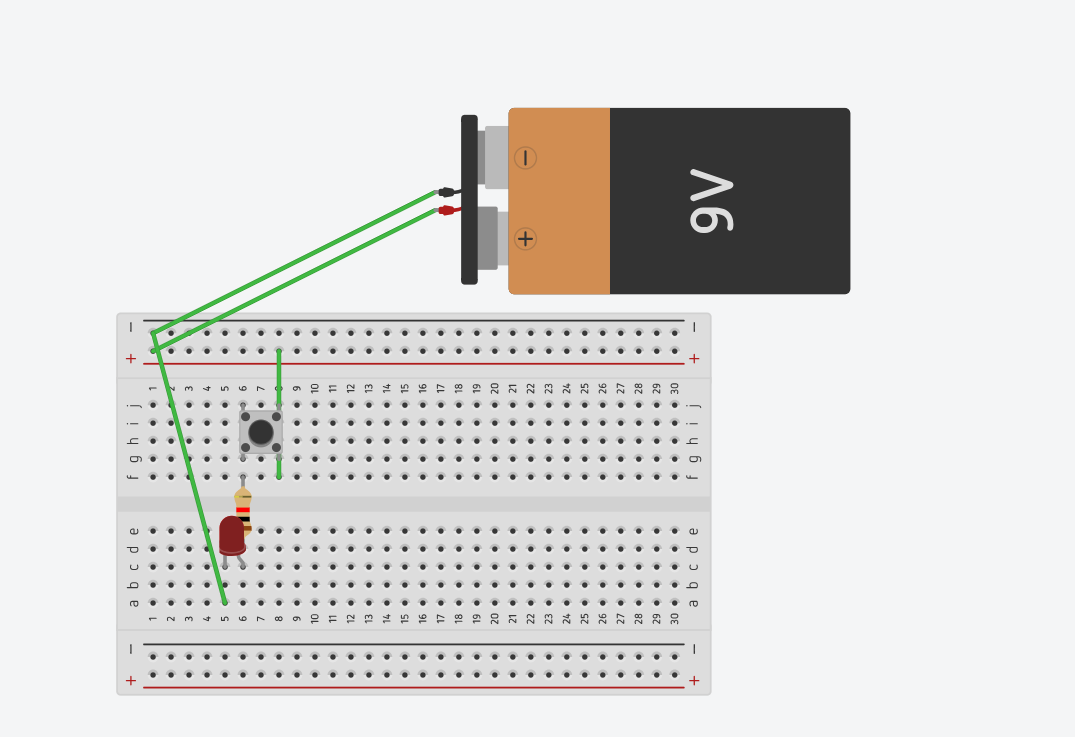 9V
−
+
− −
+ +
1 2 3 4 5 6 7 8 9 10 11 12 13 14 15 16 17 18 19 20 21 22 23 24 25 26 27 28 29 30
j j
i i
h h
g g
f f
e e
d d
c c
b b
a a
1 2 3 4 5 6 7 8 9 10 11 12 13 14 15 16 17 18 19 20 21 22 23 24 25 26 27 28 29 30
− −
+ +